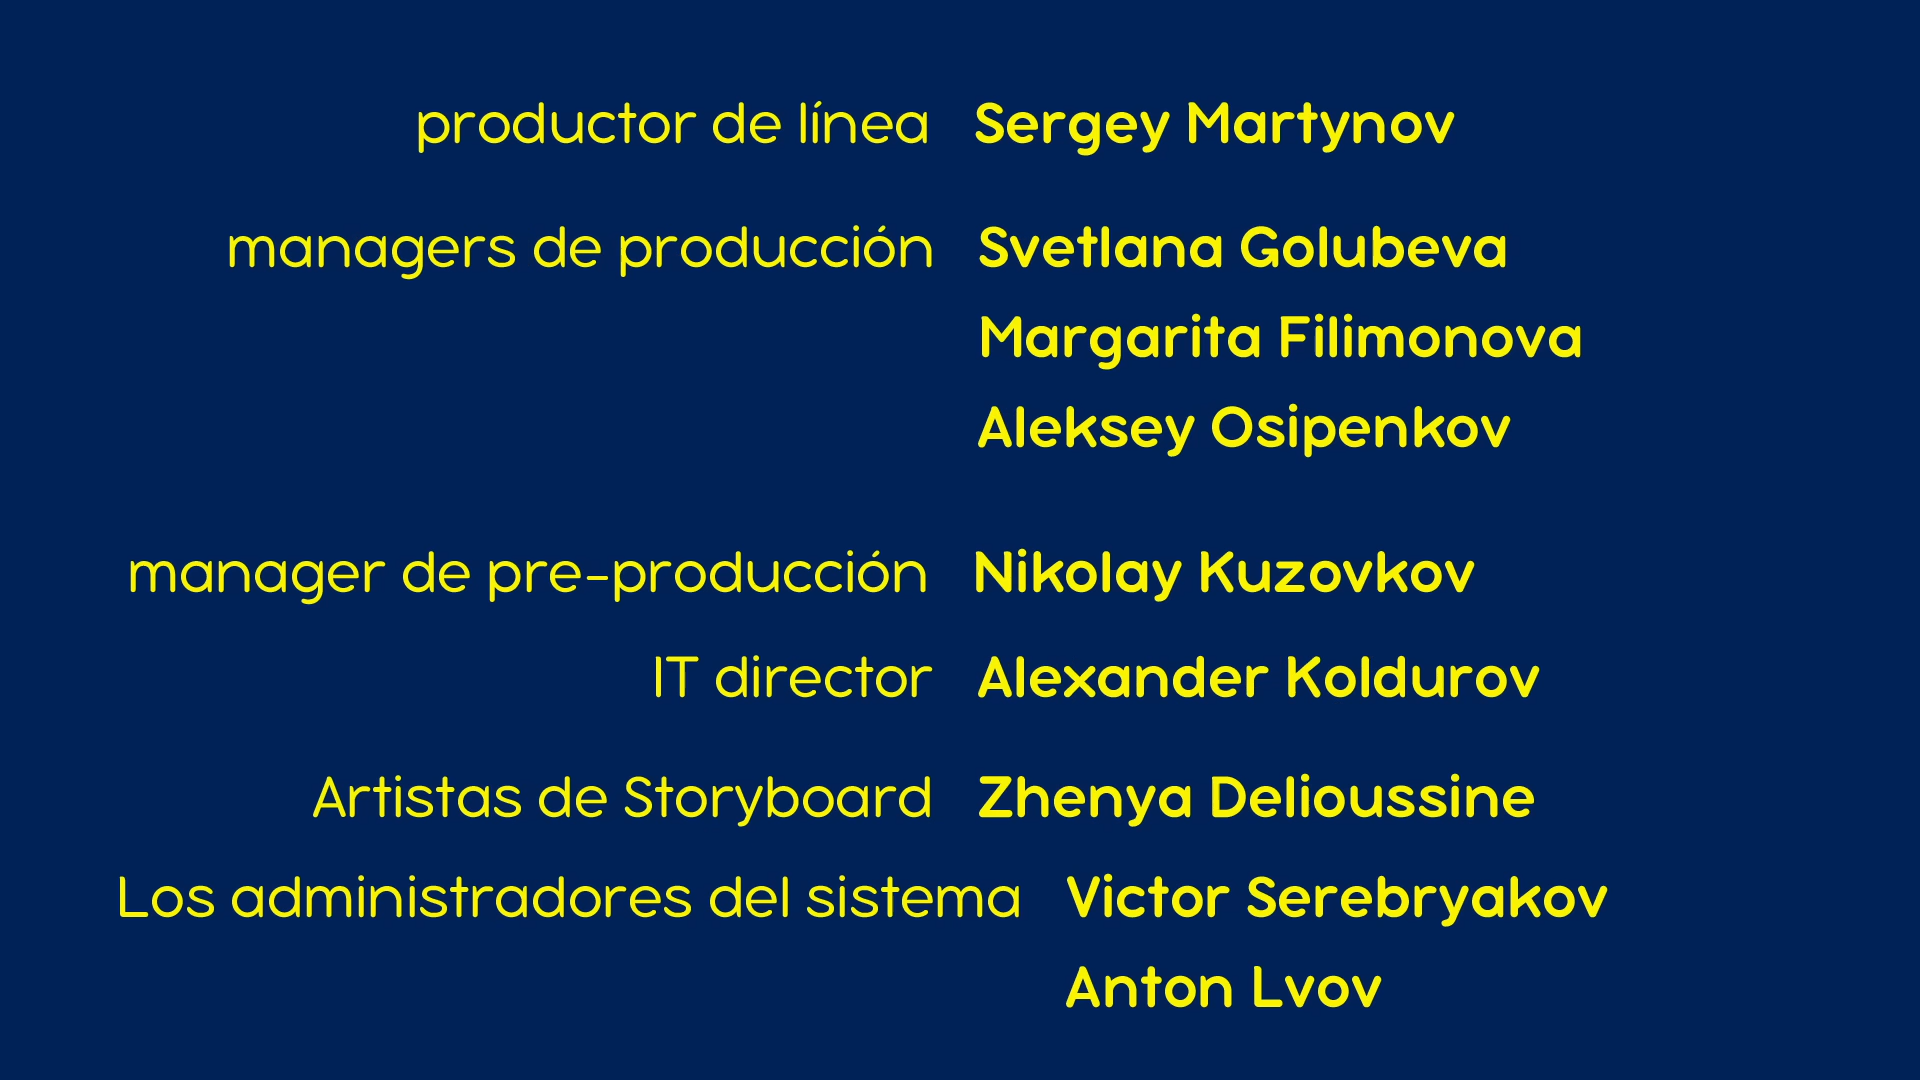 productor de línea Sergey Martynov
managers de producción Svetlana Golubeva
Margarita Filimonova
Aleksey Osipenkov
manager de pre-producción Nikolay Kuzovkov
IT director Alexander Koldurov
Artistas de Storyboard Zhenya Delioussine
Los administradores del sistema Victor Serebryakov
Anton Lvov